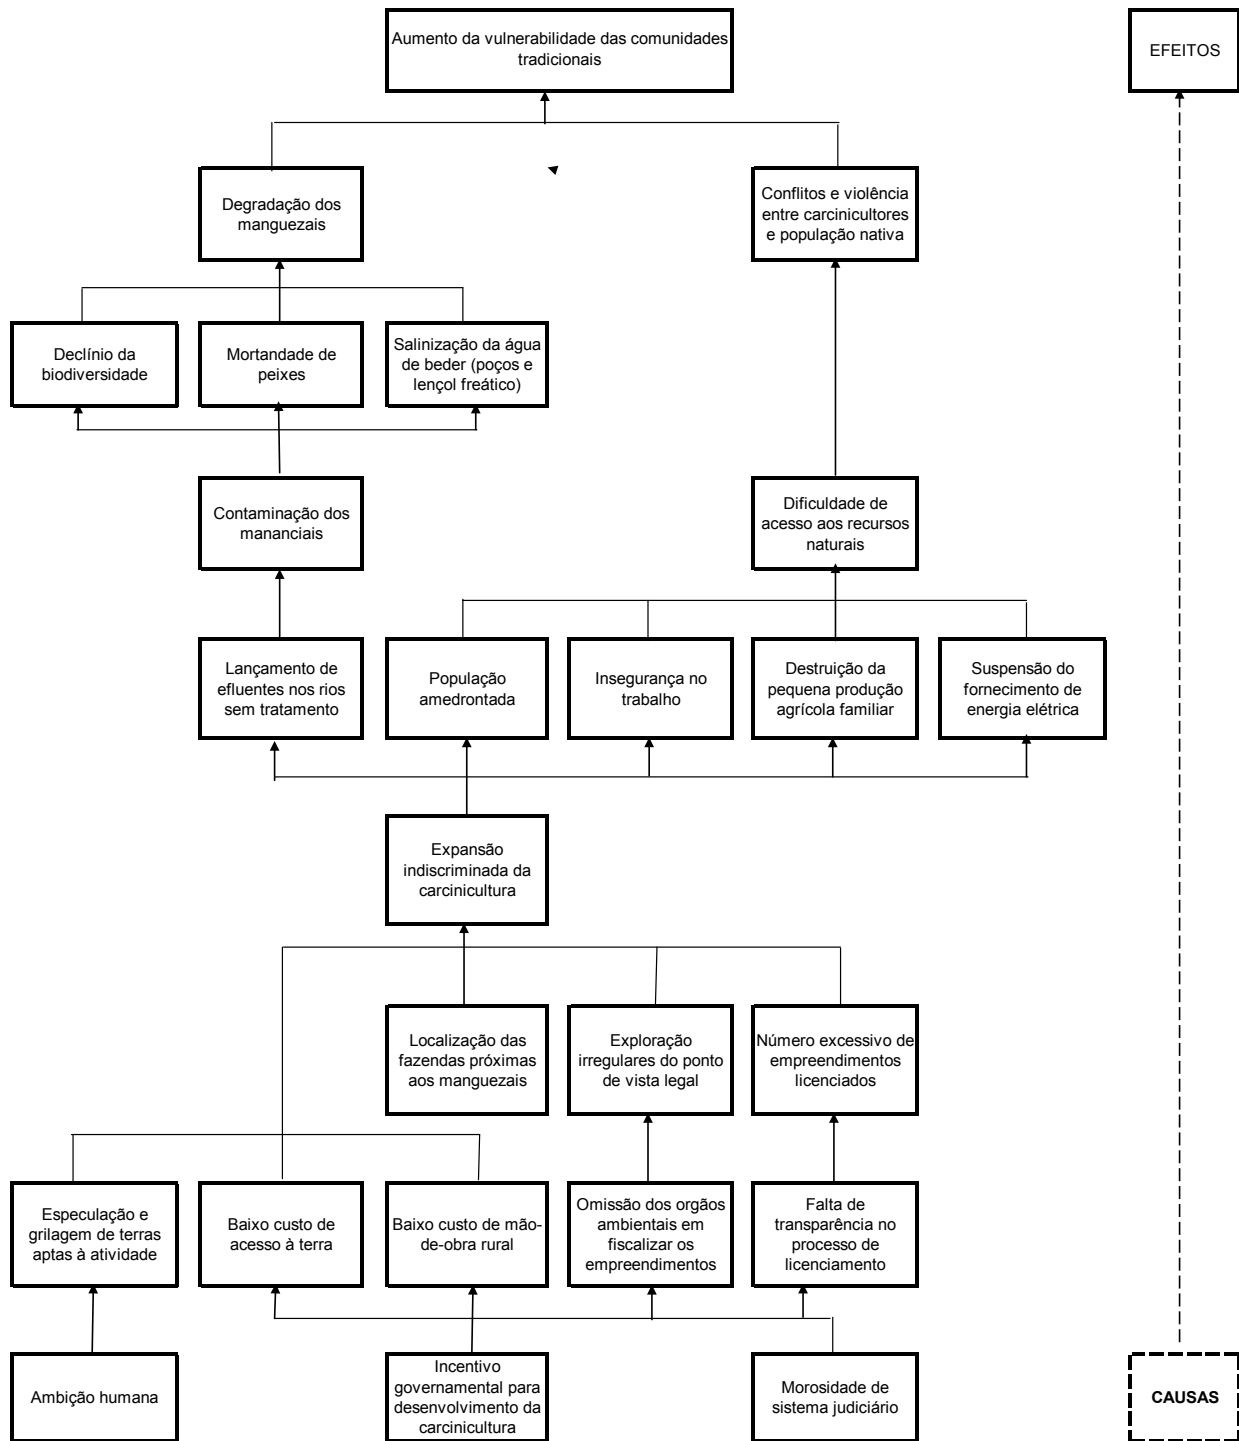 Aumento da vulnerabilidade das comunidades
tradicionais
EFEITOS
Degradação dos
manguezais
Conflitos e violência
entre carcinicultores
e população nativa
Declínio da
biodiversidade
Mortandade de
peixes
Salinização da água
de beder (poços e
lençol freático)
Contaminação dos
mananciais
Dificuldade de
acesso aos recursos
naturais
Lançamento de
efluentes nos rios
sem tratamento
População
amedrontada
Insegurança no
trabalho
Destruição da
pequena produção
agrícola familiar
Suspensão do
fornecimento de
energia elétrica
Expansão
indiscriminada da
carcinicultura
Localização das
fazendas próximas
aos manguezais
Exploração
irregulares do ponto
de vista legal
Número excessivo de
empreendimentos
licenciados
Especulação e
grilagem de terras
aptas à atividade
Baixo custo de
acesso à terra
Baixo custo de mão-
de-obra rural
Omissão dos orgãos
ambientais em
fiscalizar os
empreendimentos
Falta de
transparência no
processo de
licenciamento
Ambição humana
Incentivo
governamental para
desenvolvimento da
carcinicultura
Morosidade de
sistema judiciário
CAUSAS